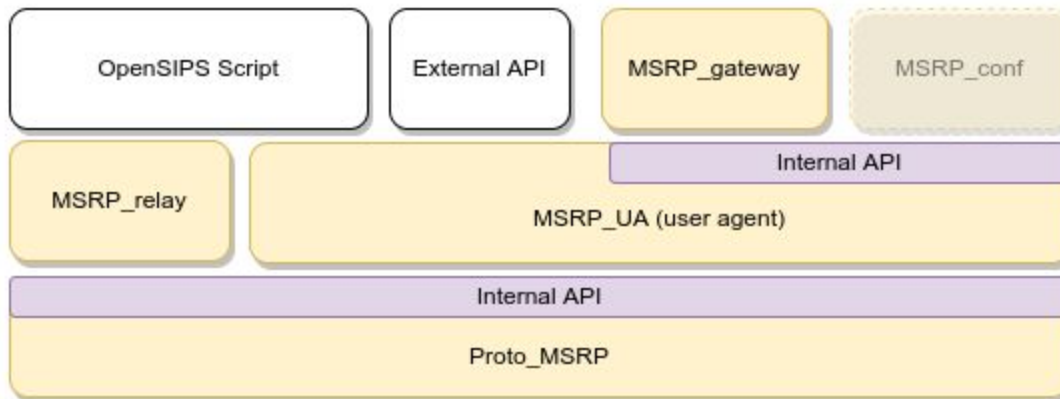 OpenSIPS Script
External API
MSRP_gateway
MSRP_conf
Internal API
MSRP_relay
MSRP_UA (user agent)
Internal API
Proto_MSRP